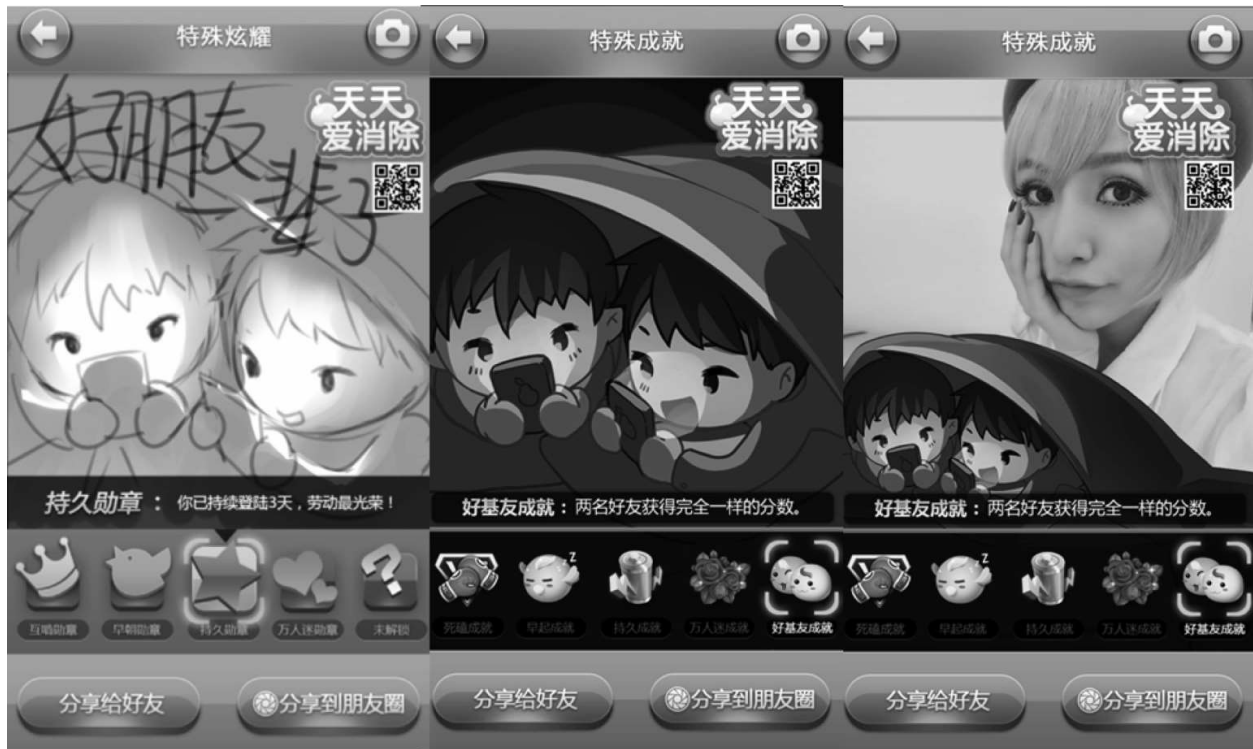 特殊炫耀
好朋友
一辈子
天天
爱消除
持久勋章： 你已持续登陆3天，劳动最光荣！
互啃勋章 早朝勋章 持久勋章 万人迷勋章 未解锁
分享给好友 分享到朋友圈
特殊成就
天天
爱消除
好基友成就：两名好友获得完全一样的分数。
Z
死磕成就 早起成就 持久成就 万人迷成就 好基友成就
分享给好友 分享到朋友圈
特殊成就
天天
爱消除
好基友成就：两名好友获得完全一样的分数。
Z
死磕成就 早起成就 持久成就 万人迷成就 好基友成就
分享给好友 分享到朋友圈